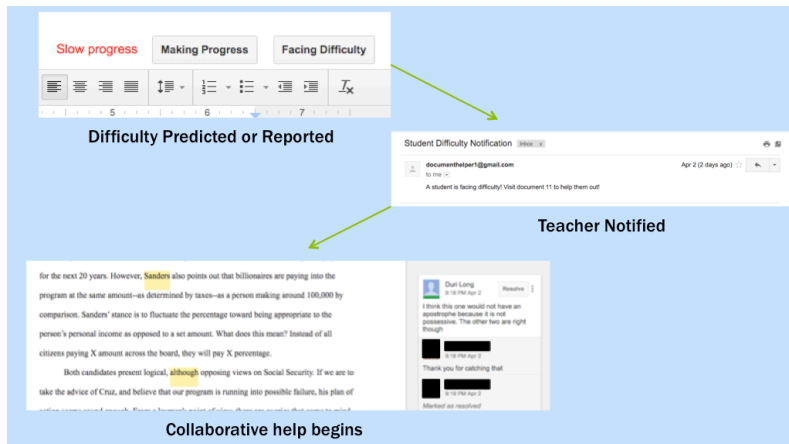 Slow progress
Making Progress
Facing Difficulty
5
6
7
Difficulty Predicted or Reported
Student Difficulty Notification
Inbox x
documenthelper1@gmail.com
Apr 2 (2 days ago)
to me
A student is facing difficulty! Visit document 11 to help them out!
Teacher Notified
for the next 20 years. However, Sanders also points out that billionaires are paying into the
program at the same amount--as determined by taxes--as a person making around 100,000 by
comparison. Sanders' stance is to fluctuate the percentage toward being appropriate to the
person's personal income as opposed to a set amount. What does this mean? Instead of all
citizens paying X amount across the board, they will pay X percentage.
Both candidates present logical, although opposing views on Social Security. If we are to
take the advice of Cruz, and believe that our program is running into possible failure, his plan of
Duri Long
Resolve
9:16 PM Apr 2
I think this one would not have an
apostrophe because it is not
possessive. The other two are right
though
9:18 PM Apr 2
Thank you for catching that
9:18 PM Apr 2
Marked as resolved
Collaborative help begins